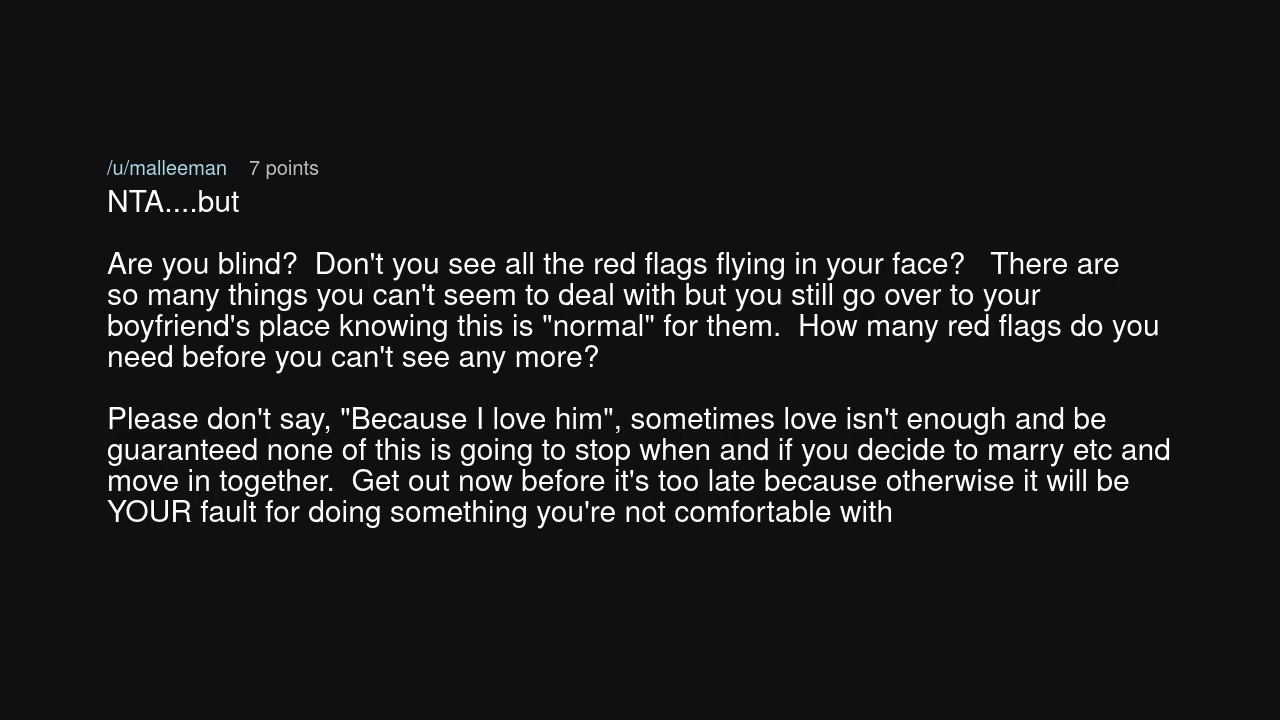 /u/malleeman 7 points
NTA....but
Are you blind?  Don't you see all the red flags flying in your face?   There are
so many things you can't seem to deal with but you still go over to your
boyfriend's place knowing this is "normal" for them.  How many red flags do you
need before you can't see any more?
Please don't say, "Because I love him", sometimes love isn't enough and be
guaranteed none of this is going to stop when and if you decide to marry etc and
move in together.  Get out now before it's too late because otherwise it will be
YOUR fault for doing something you're not comfortable with